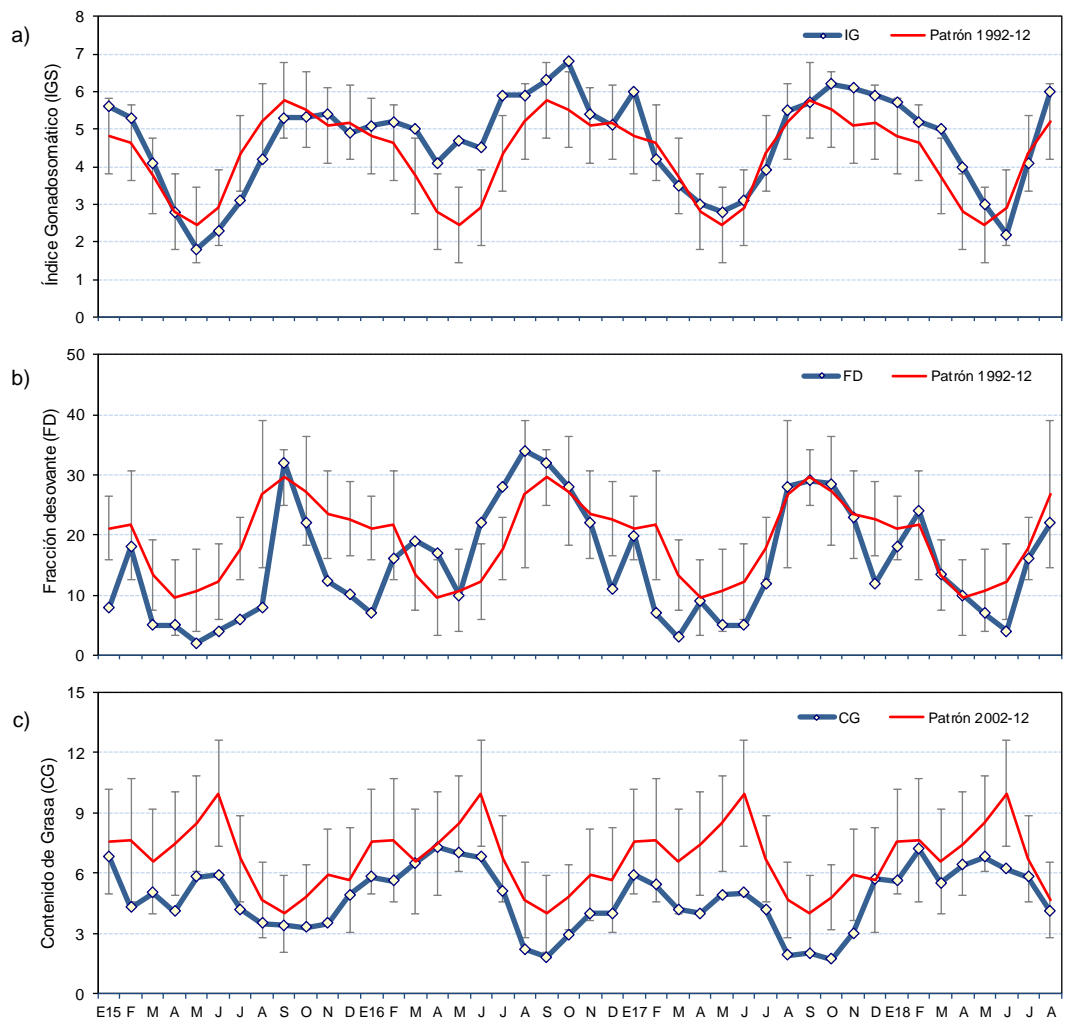 a)
Índice Gonadosomático (IGS)
8
7
6
5
4
3
2
1
0
IG
Patrón 1992-12
b)
Fracción desovante (FD)
50
40
30
20
10
0
FD
Patrón 1992-12
c)
Contenido de Grasa (CG)
15
12
9
6
3
0
CG
Patrón 2002-12
E15 F M A M J J A S O N D E16 F M A M J J A S O N D E17 F M A M J J A S O N D E18 F M A M J J A